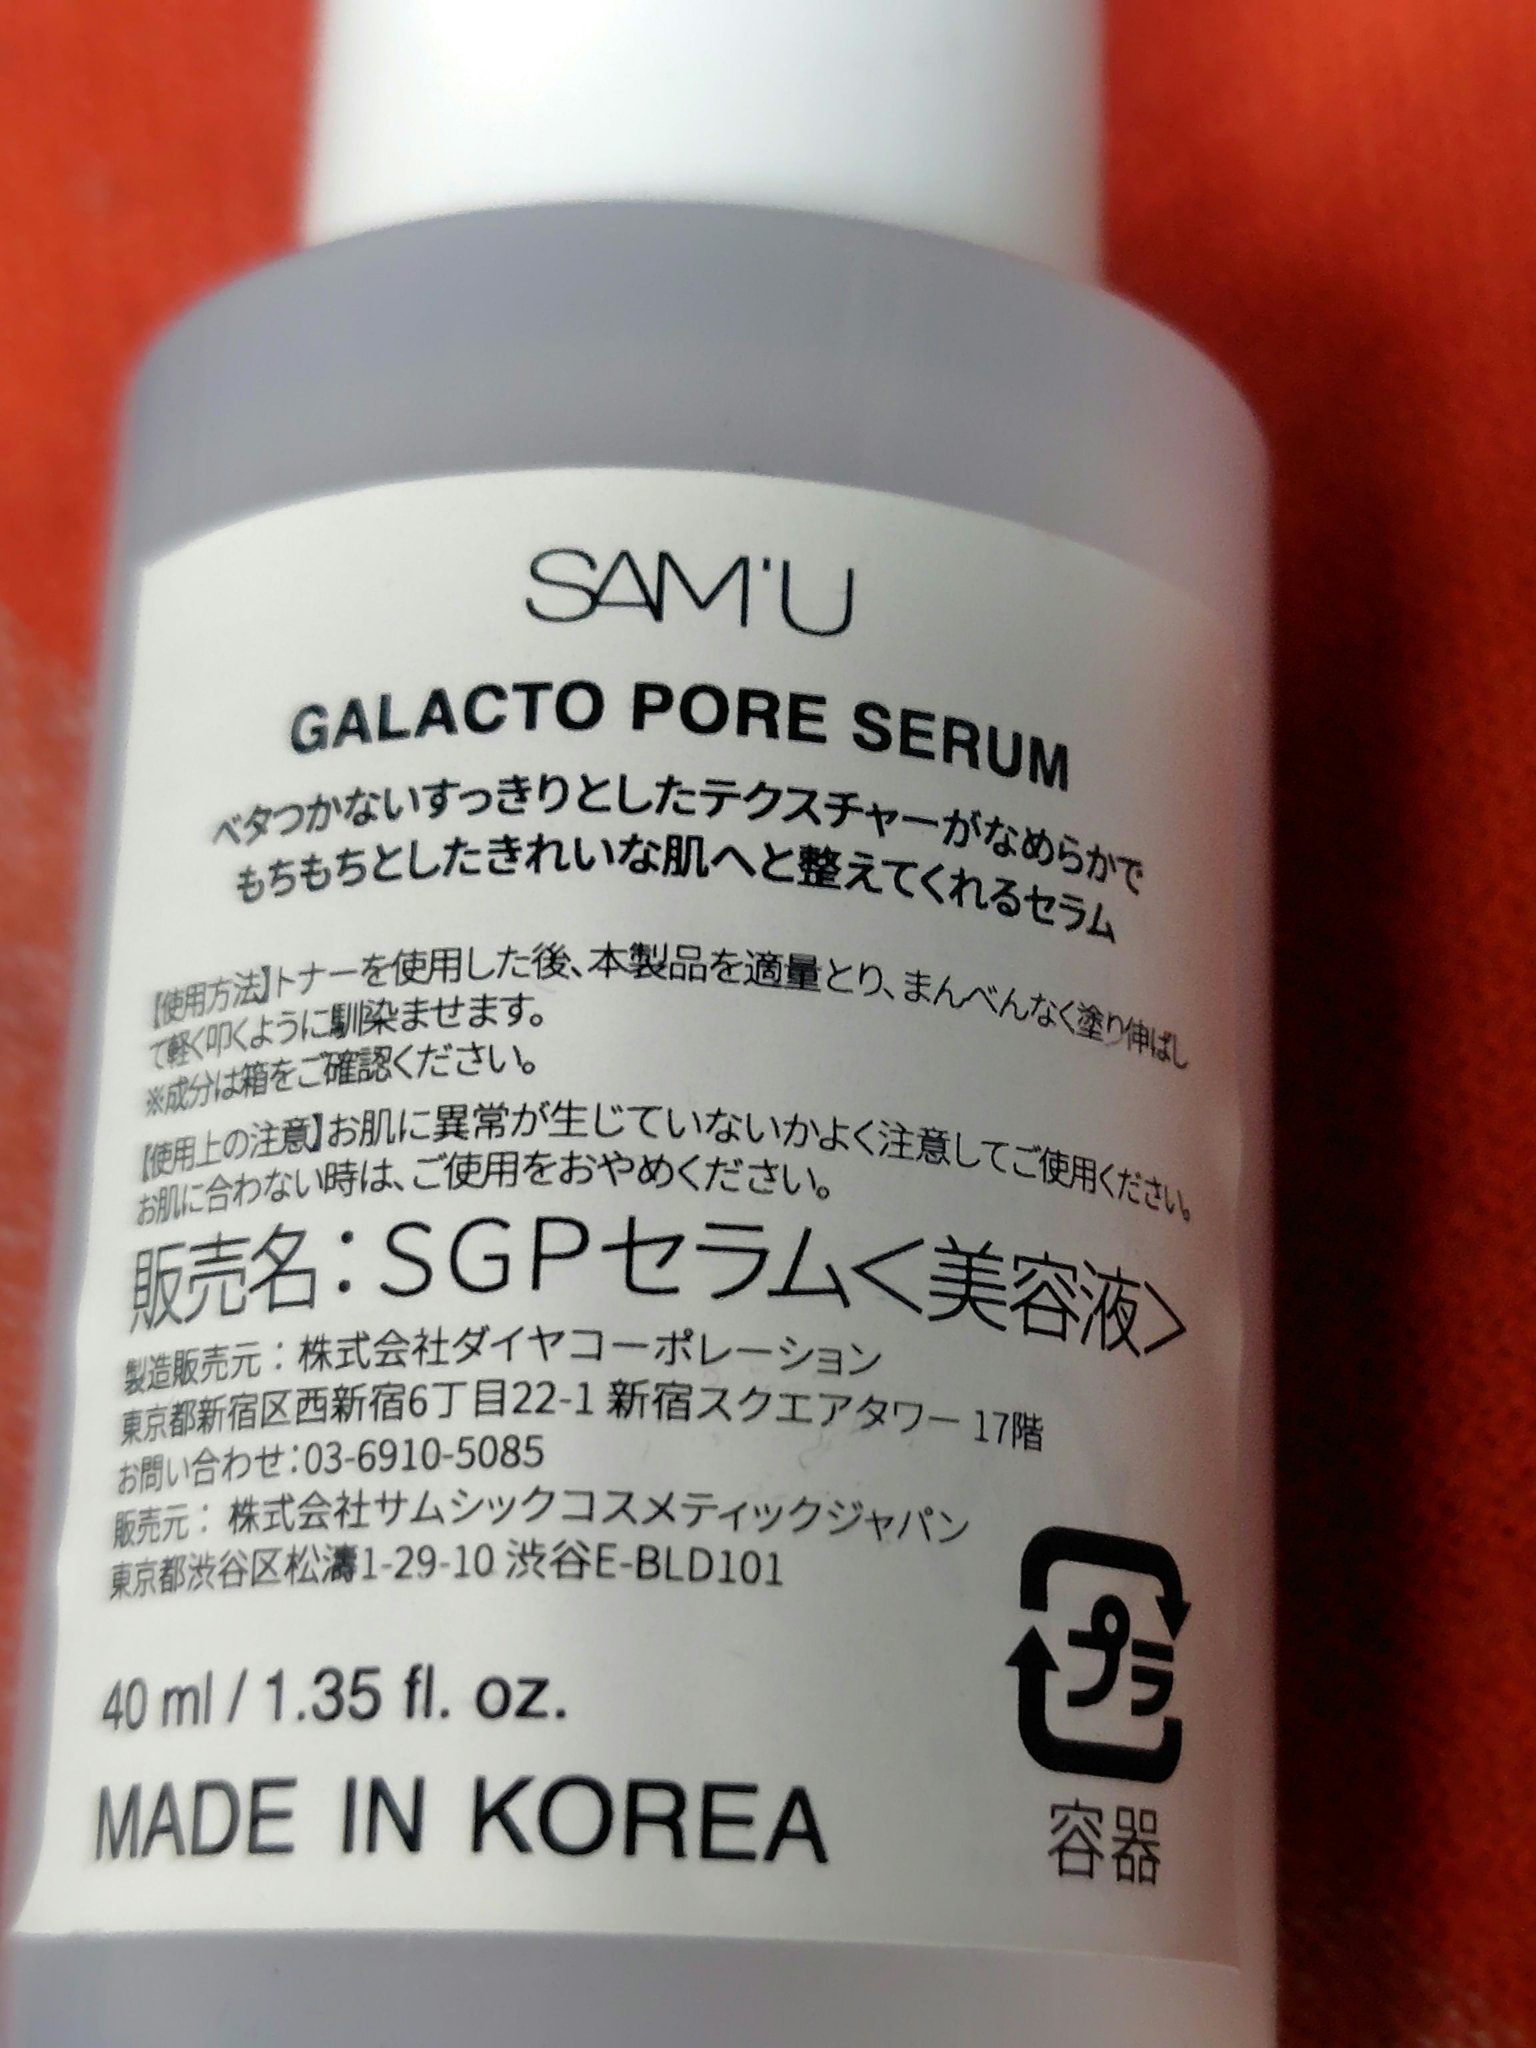 SAM'U
GALACTO PORE SERUM
ベタつかないすっきりとしたテクスチャーがなめらかで
もちもちとしたきれいな肌へと整えてくれるセラム
【使用方法】トナーを使用した後、本製品を適量とり、まんべんなく塗り伸ばし
て軽く叩くように馴染ませます。
※成分は箱をご確認ください。
【使用上の注意】お肌に異常が生じていないかよく注意してご使用ください。
お肌に合わない時は、ご使用をおやめください。
販売名：SGPセラム＜美容液＞
製造販売元：株式会社ダイヤコーポレーション
東京都新宿区西新宿6丁目22-1 新宿スクエアタワー 17階
お問い合わせ：03-6910-5085
販売元： 株式会社サムシックコスメティックジャパン
東京都渋谷区松濤1-29-10 渋谷E-BLD101
プラ
容器
40 ml / 1.35 fl. oz.
MADE IN KOREA